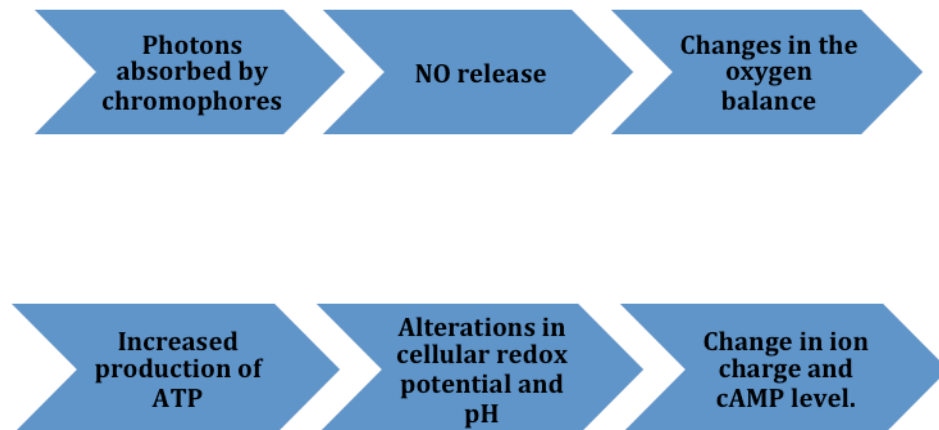 Photons
absorbed by
chromophores
NO release
Changes in the
oxygen
balance
Increased
production of
ATP
Alterations in
cellular redox
potential and
pH
Change in ion
charge and
cAMP level.